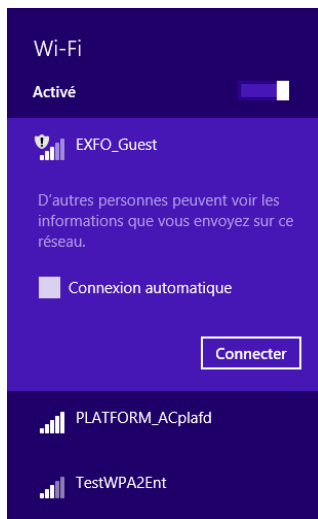 Wi-Fi
Activé
EXFO_Guest
D'autres personnes peuvent voir les
informations que vous envoyez sur ce
réseau.
Connexion automatique
Connecter
PLATFORM_ACplafd
TestWPA2Ent